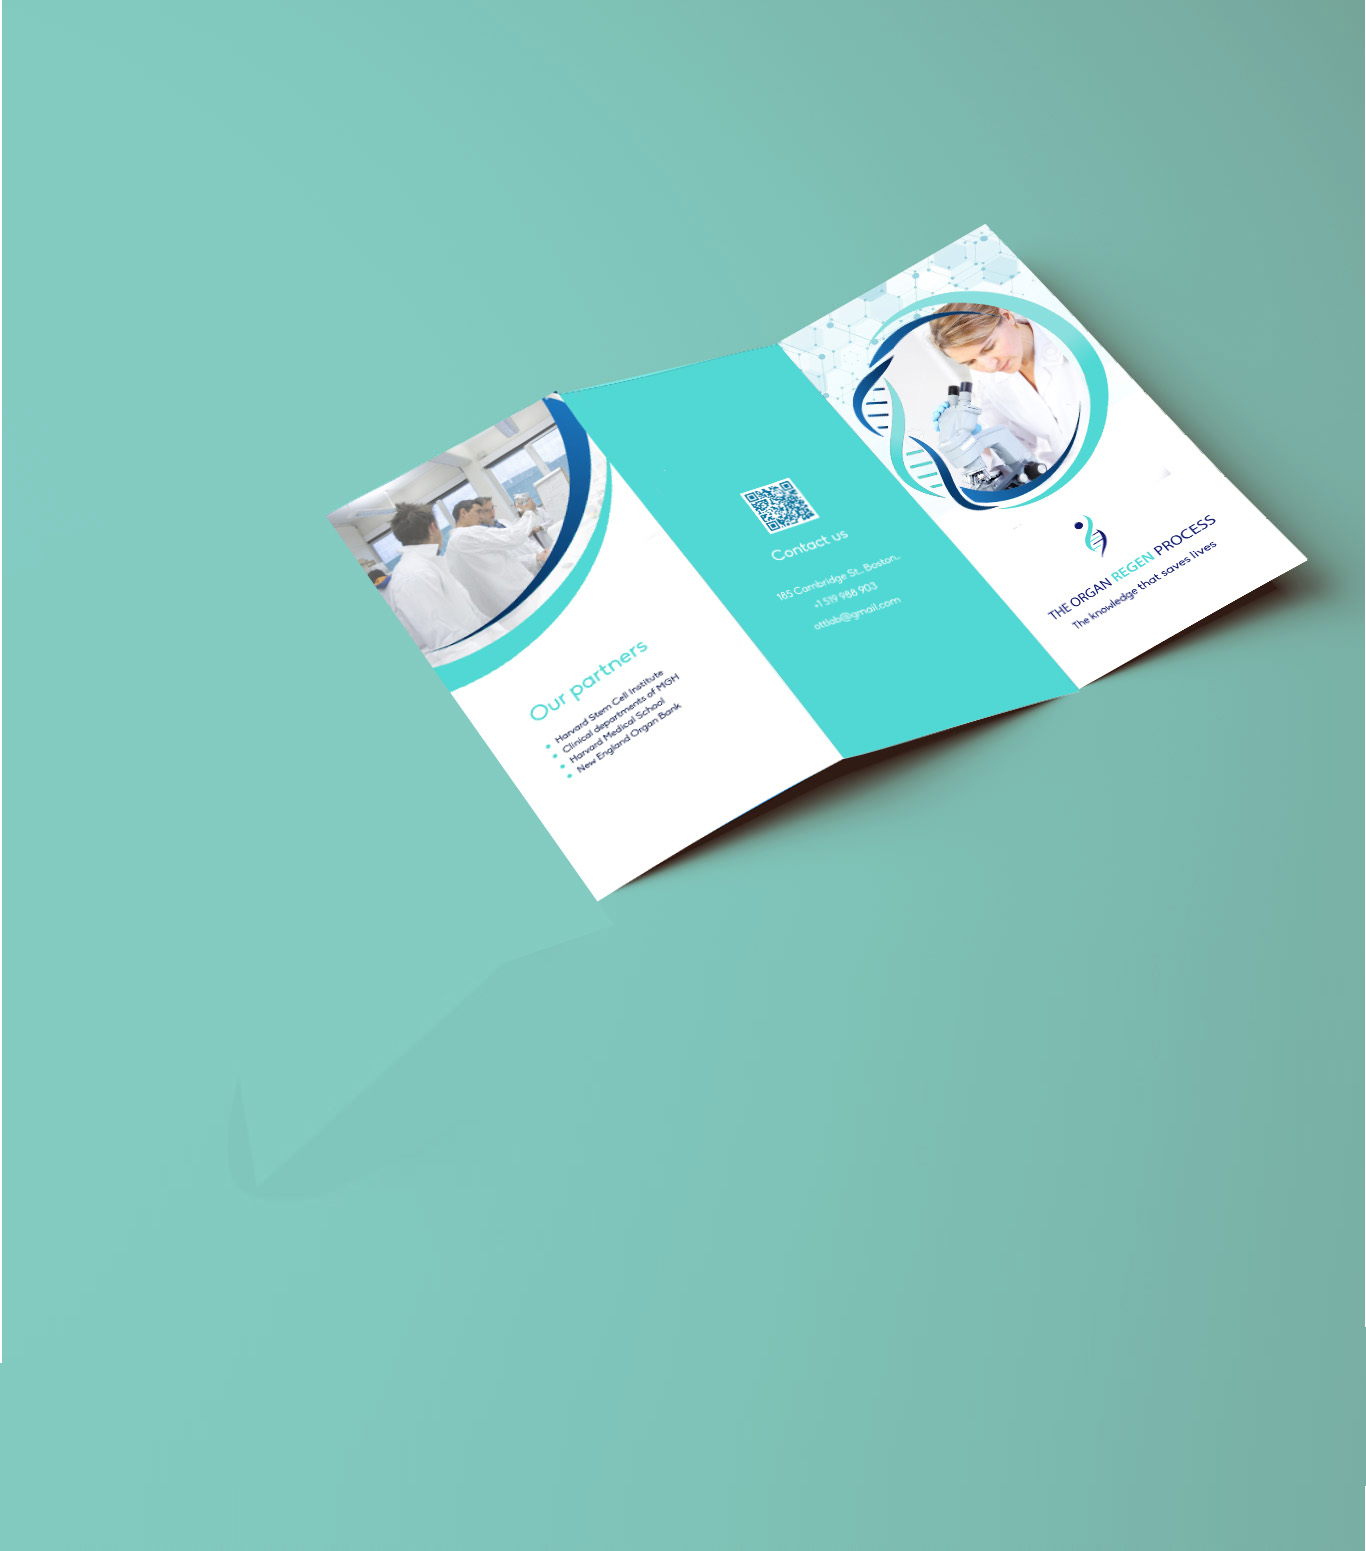 Our partners
Harvard Stem Cell Institute
Clinical departments of MGH
Harvard Medical School
New England Organ Bank
Contact us
185 Cambridge St., Boston.
+1 519 988 903
ottlab@gmail.com
THE ORGAN REGEN PROCESS
The knowledge that saves lives